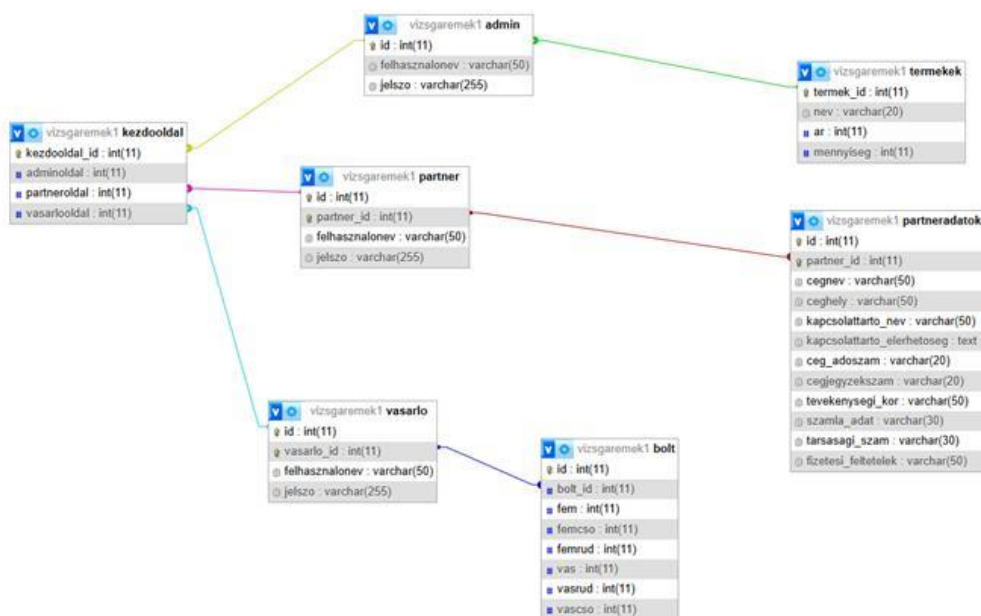 vizsgaremek1 admin
id : int(11)
felhasznalonev : varchar(50)
jelszo : varchar(255)
vizsgaremek1 termekek
termek_id : int(11)
nev : varchar(20)
ar : int(11)
mennyiseg : int(11)
vizsgaremek1 kezdooldal
kezdooldal_id : int(11)
adminoldal : int(11)
partneroldal : int(11)
vasarlooldal : int(11)
vizsgaremek1 partner
id : int(11)
partner_id : int(11)
felhasznalonev : varchar(50)
jelszo : varchar(255)
vizsgaremek1 partneradatok
id : int(11)
partner_id : int(11)
cegnev : varchar(50)
ceghely : varchar(50)
kapcsolattarto_nev : varchar(50)
kapcsolattarto_elerhetoseg : text
ceg_adoszam : varchar(20)
cegjegyzekszam : varchar(20)
tevekenysegi_kor : varchar(50)
szamla_adat : varchar(30)
tarsasagi_szam : varchar(30)
fizetesi_feltetelek : varchar(50)
vizsgaremek1 vasarlo
id : int(11)
vasarlo_id : int(11)
felhasznalonev : varchar(50)
jelszo : varchar(255)
vizsgaremek1 bolt
id : int(11)
bolt_id : int(11)
fem : int(11)
femcso : int(11)
femrud : int(11)
vas : int(11)
vasrud : int(11)
vascso : int(11)